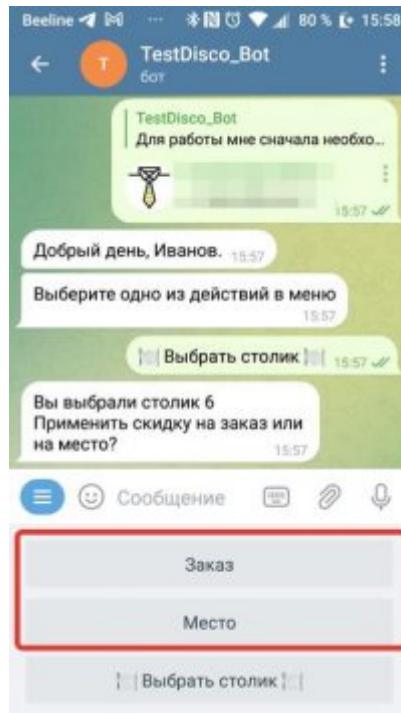 Beeline 80 % 15:58
TestDisco_Bot
T
бот
TestDisco_Bot
Для работы мне сначала необхо...
15:57
Добрый день, Иванов. 15:57
Выберите одно из действий в меню
15:57
🍽 Выбрать столик 🍽 15:57
Вы выбрали столик 6
Применить скидку на заказ или
на место?
15:57
Сообщение
Заказ
Место
🍽 Выбрать столик 🍽